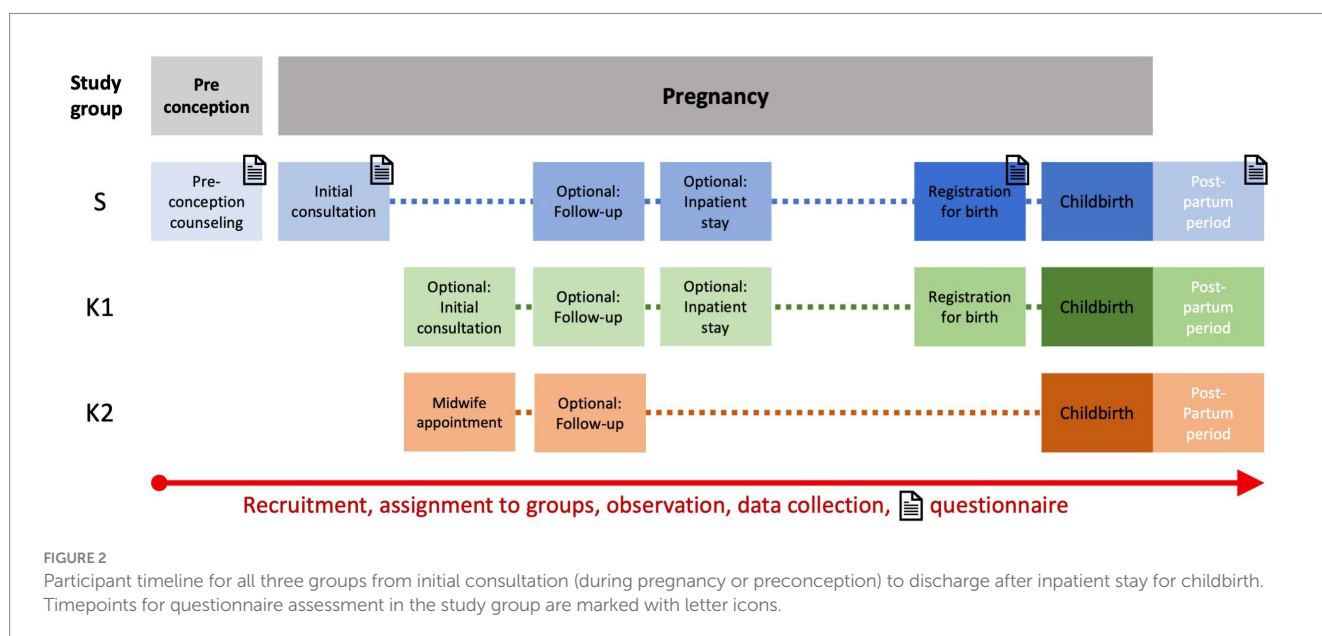 Study
group
Pre
conception
Pregnancy
S
Pre-
conception
counseling
Initial
consultation
Optional:
Follow-up
Optional:
Inpatient
stay
Registration
for birth
Childbirth
Post-
partum
period
K1
Optional:
Initial
consultation
Optional:
Follow-up
Optional:
Inpatient
stay
Registration
for birth
Childbirth
Post-
partum
period
K2
Midwife
appointment
Optional:
Follow-up
Childbirth
Post-
Partum
period
Recruitment, assignment to groups, observation, data collection, questionnaire
FIGURE 2
Participant timeline for all three groups from initial consultation (during pregnancy or preconception) to discharge after inpatient stay for childbirth.
Timepoints for questionnaire assessment in the study group are marked with letter icons.